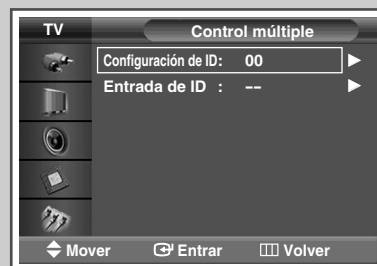 TV Control múltiple
Configuración de ID: 00
Entrada de ID : --
Mover Entrar Volver